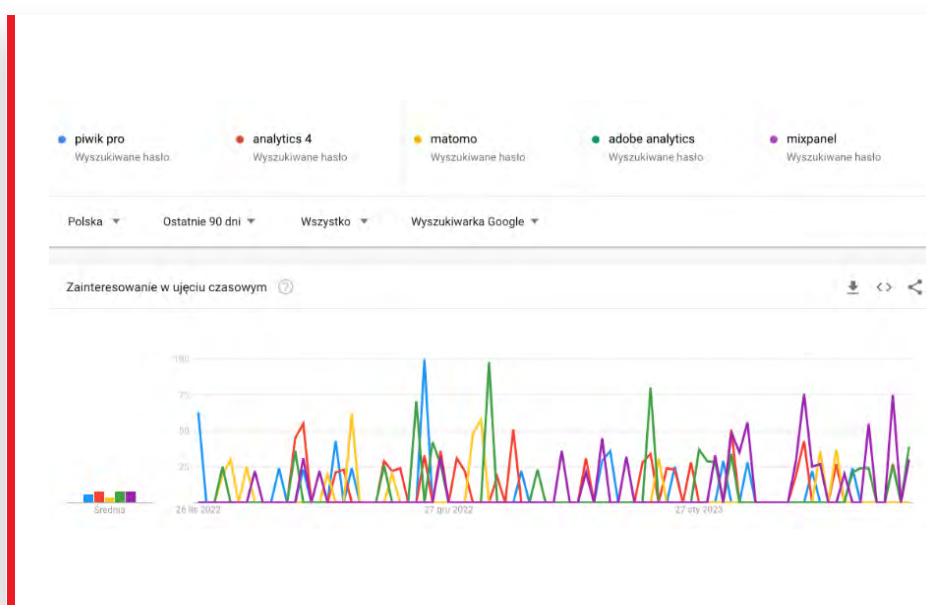 piwik pro
Wyszukiwane hasło
analytics 4
Wyszukiwane hasło
matomo
Wyszukiwane hasło
adobe analytics
Wyszukiwane hasło
mixpanel
Wyszukiwane hasło
Polska
Ostatnie 90 dni
Wszystko
Wyszukiwarka Google
Zainteresowanie w ujęciu czasowym
100
75
50
25
Średnia
26 lis 2022
27 gru 2022
27 sty 2023